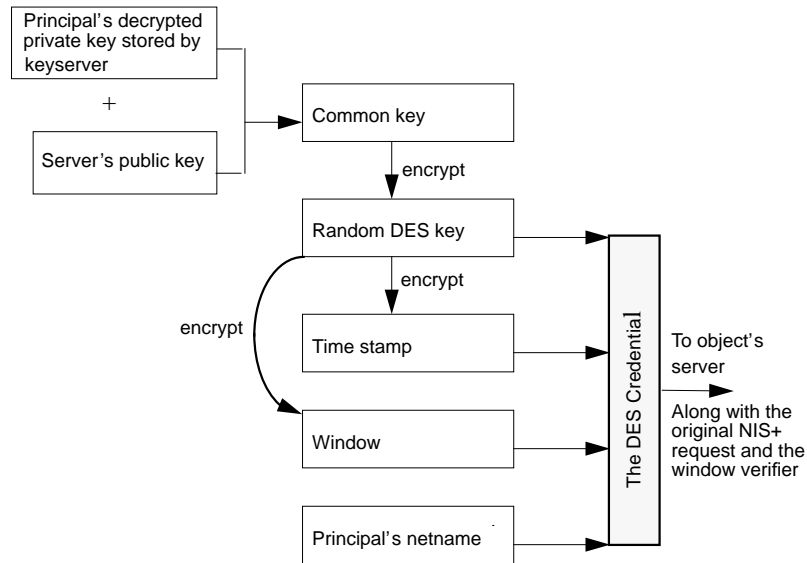 Principal's decrypted
private key stored by
keyserver
+
Server's public key
Common key
encrypt
Random DES key
encrypt
encrypt
Time stamp
Window
Principal's netname
The DES Credential
To object's
server
Along with the
original NIS+
request and the
window verifier